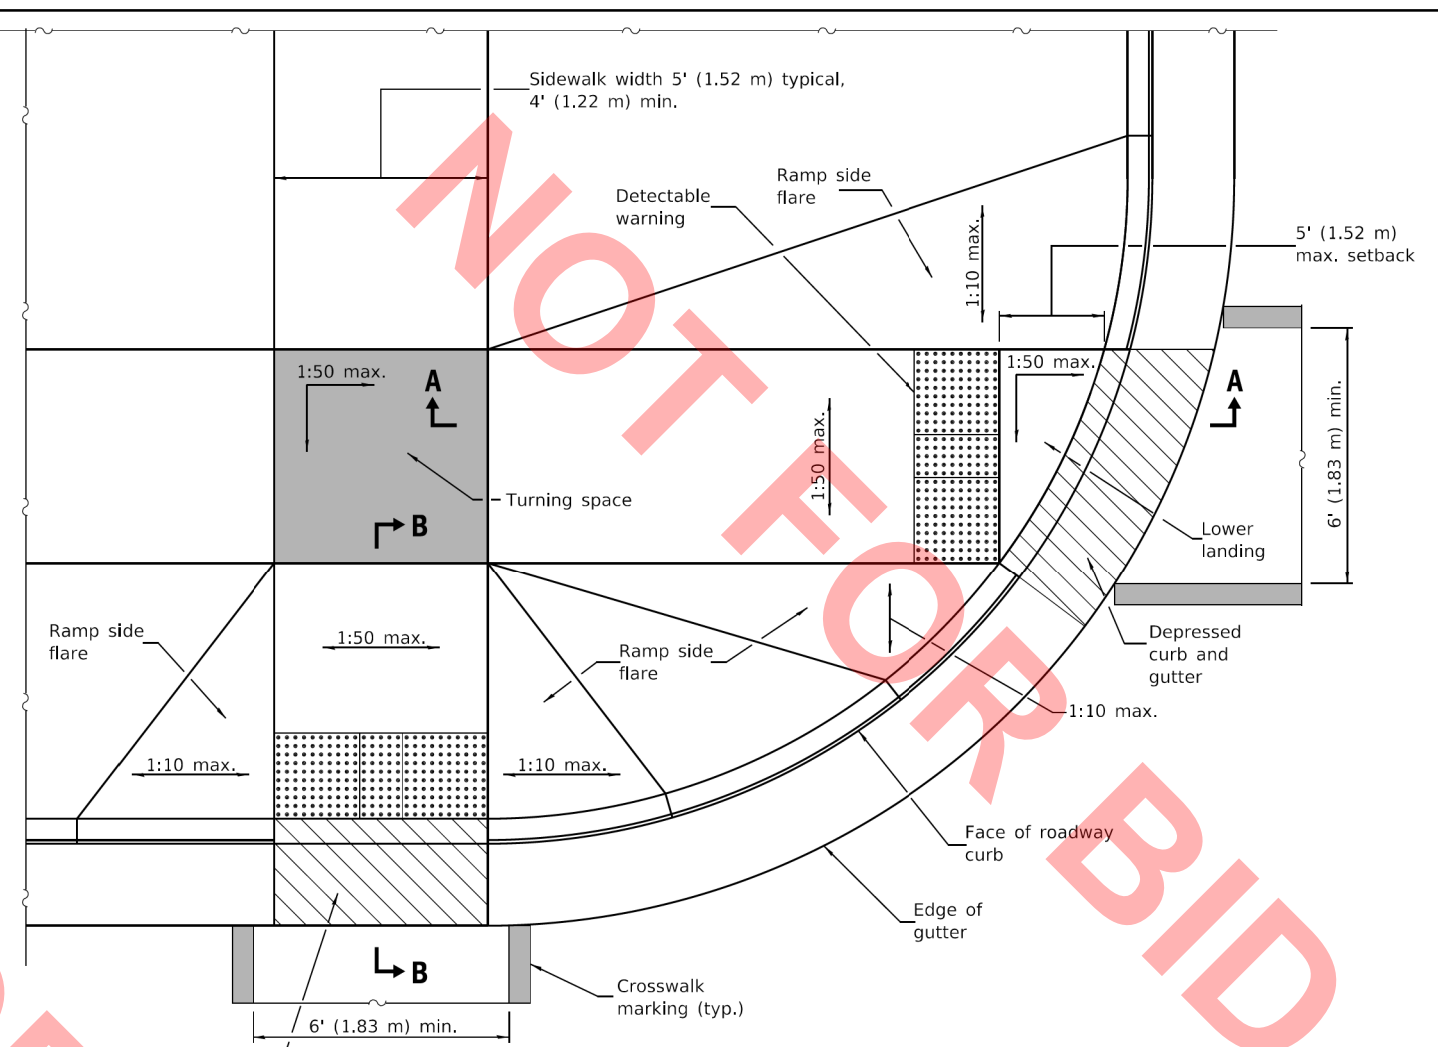 Sidewalk width 5' (1.52 m) typical,
4' (1.22 m) min.
Ramp side
flare
Detectable
warning
1:10 max.
5' (1.52 m)
max. setback
1:50 max.
A
1:50 max.
A
1:50 max.
6' (1.83 m) min.
Turning space
B
Lower
landing
Ramp side
flare
1:50 max.
Ramp side
flare
Depressed
curb and
gutter
1:10 max.
1:10 max.
1:10 max.
Face of roadway
curb
Edge of
gutter
B
Crosswalk
marking (typ.)
6' (1.83 m) min.
NOT FOR BID